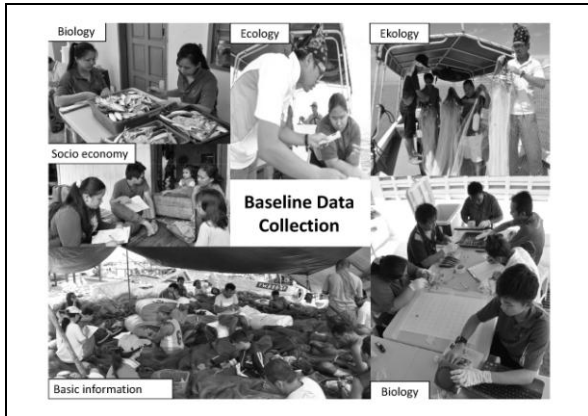 Biology
Ecology
Ekology
Socio economy
Baseline Data
Collection
Basic information
Biology